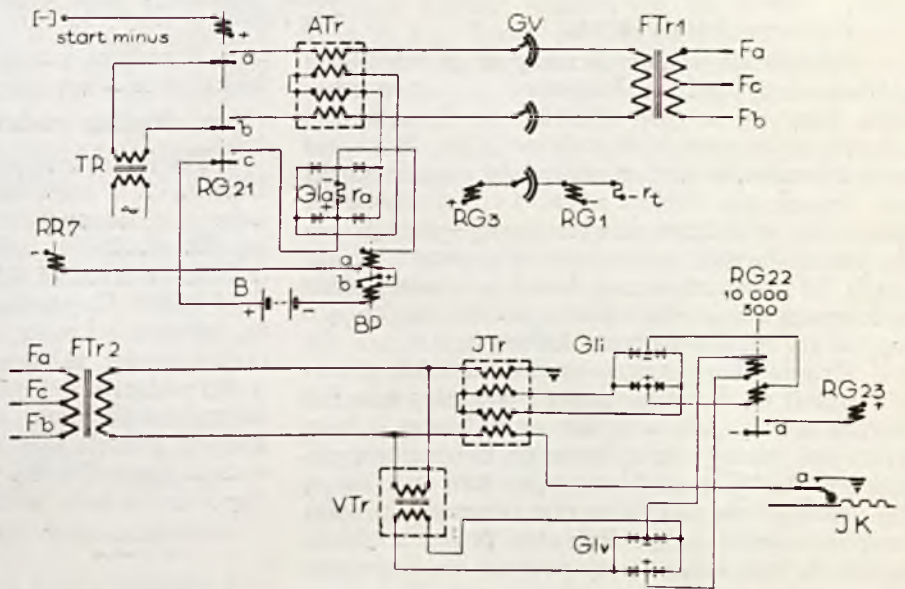 [-]
start minus
+
ATr
GV
FTr1
a
Fa
Fc
b
Fb
TR
c
RG21
Gla
-
+
ra
+
RG3
-
RG1
- rt
~
RR7
-
a
b
+
B
+
-
BP
RG22
10 000
500
Fa
FTr2
JTr
Gli
Fc
RG23
+
Fb
-
a
VTr
a
Glv
JK